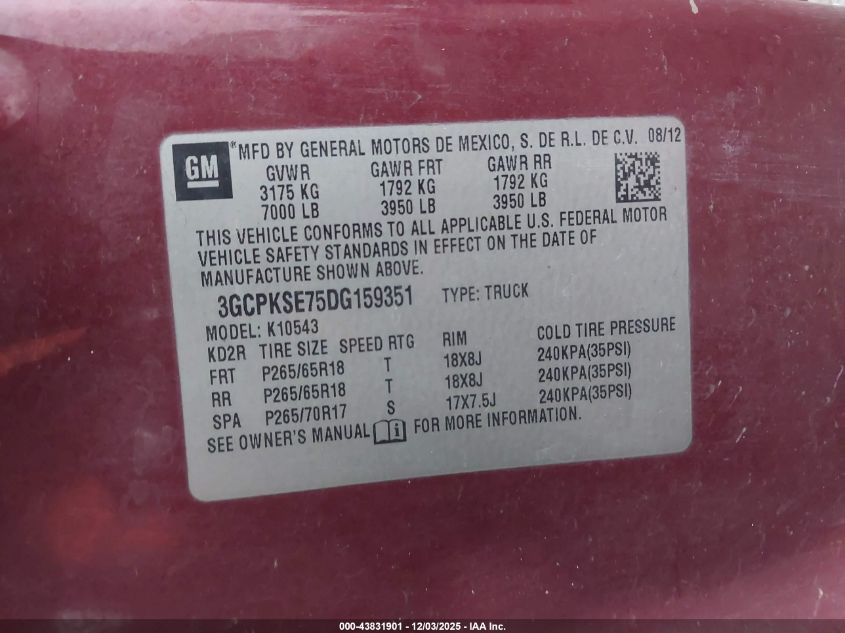 GM
® MFD BY GENERAL MOTORS DE MEXICO, S. DE R.L. DE C.V. 08/12
GVWR GAWR FRT GAWR RR
3175 KG 1792 KG 1792 KG
7000 LB 3950 LB 3950 LB
THIS VEHICLE CONFORMS TO ALL APPLICABLE U.S. FEDERAL MOTOR
VEHICLE SAFETY STANDARDS IN EFFECT ON THE DATE OF
MANUFACTURE SHOWN ABOVE.
3GCPKSE75DG159351 TYPE: TRUCK
MODEL: K10543
KD2R TIRE SIZE SPEED RTG RIM COLD TIRE PRESSURE
FRT P265/65R18 T 18X8J 240KPA(35PSI)
RR P265/65R18 T 18X8J 240KPA(35PSI)
SPA P265/70R17 S 17X7.5J 240KPA(35PSI)
SEE OWNER'S MANUAL i FOR MORE INFORMATION.
000-43831901 - 12/03/2025 - IAA Inc.